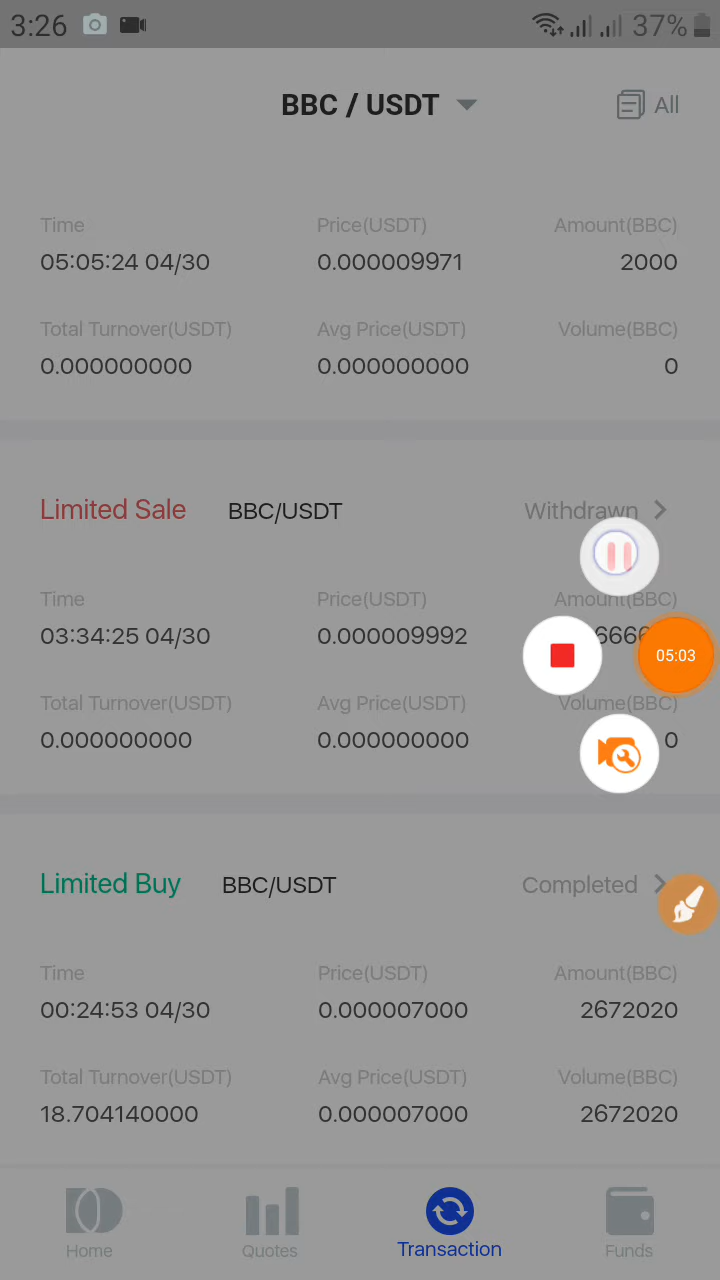 3:26 37%
BBC / USDT All
Time Price(USDT) Amount(BBC)
05:05:24 04/30 0.000009971 2000
Total Turnover(USDT) Avg Price(USDT) Volume(BBC)
0.000000000 0.000000000 0
Limited Sale BBC/USDT Withdrawn
Time Price(USDT) Amount(BBC)
03:34:25 04/30 0.000009992
05:03
Total Turnover(USDT) Avg Price(USDT) Volume(BBC)
0.000000000 0.000000000 0
Limited Buy BBC/USDT Completed
Time Price(USDT) Amount(BBC)
00:24:53 04/30 0.000007000 2672020
Total Turnover(USDT) Avg Price(USDT) Volume(BBC)
18.704140000 0.000007000 2672020
Home Quotes Transaction Funds